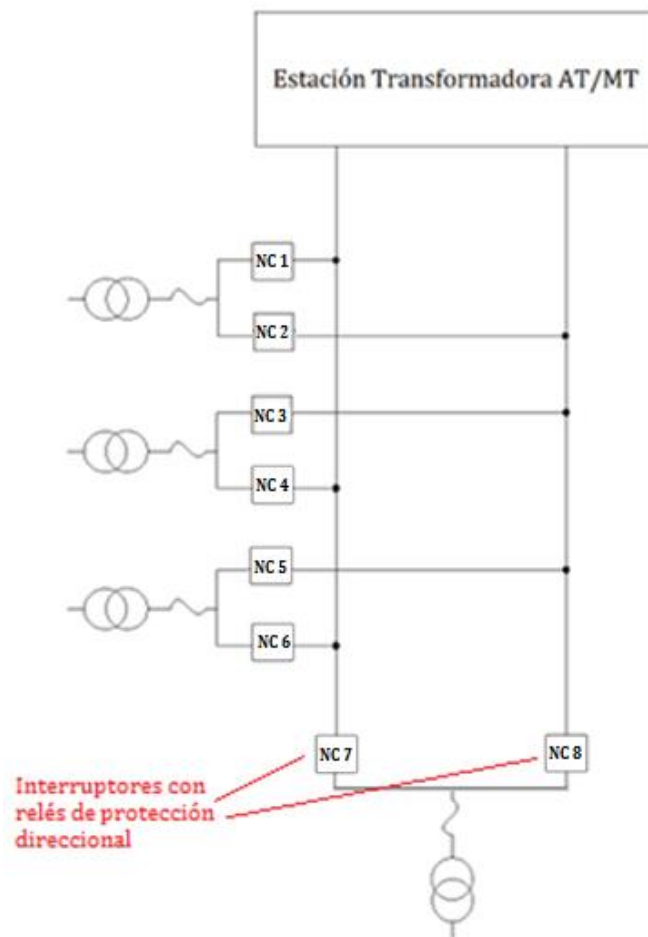 Estación Transformadora AT/MT
NC 1
NC 2
NC 3
NC 4
NC 5
NC 6
NC 7
NC 8
Interruptores con
relés de protección
direccional